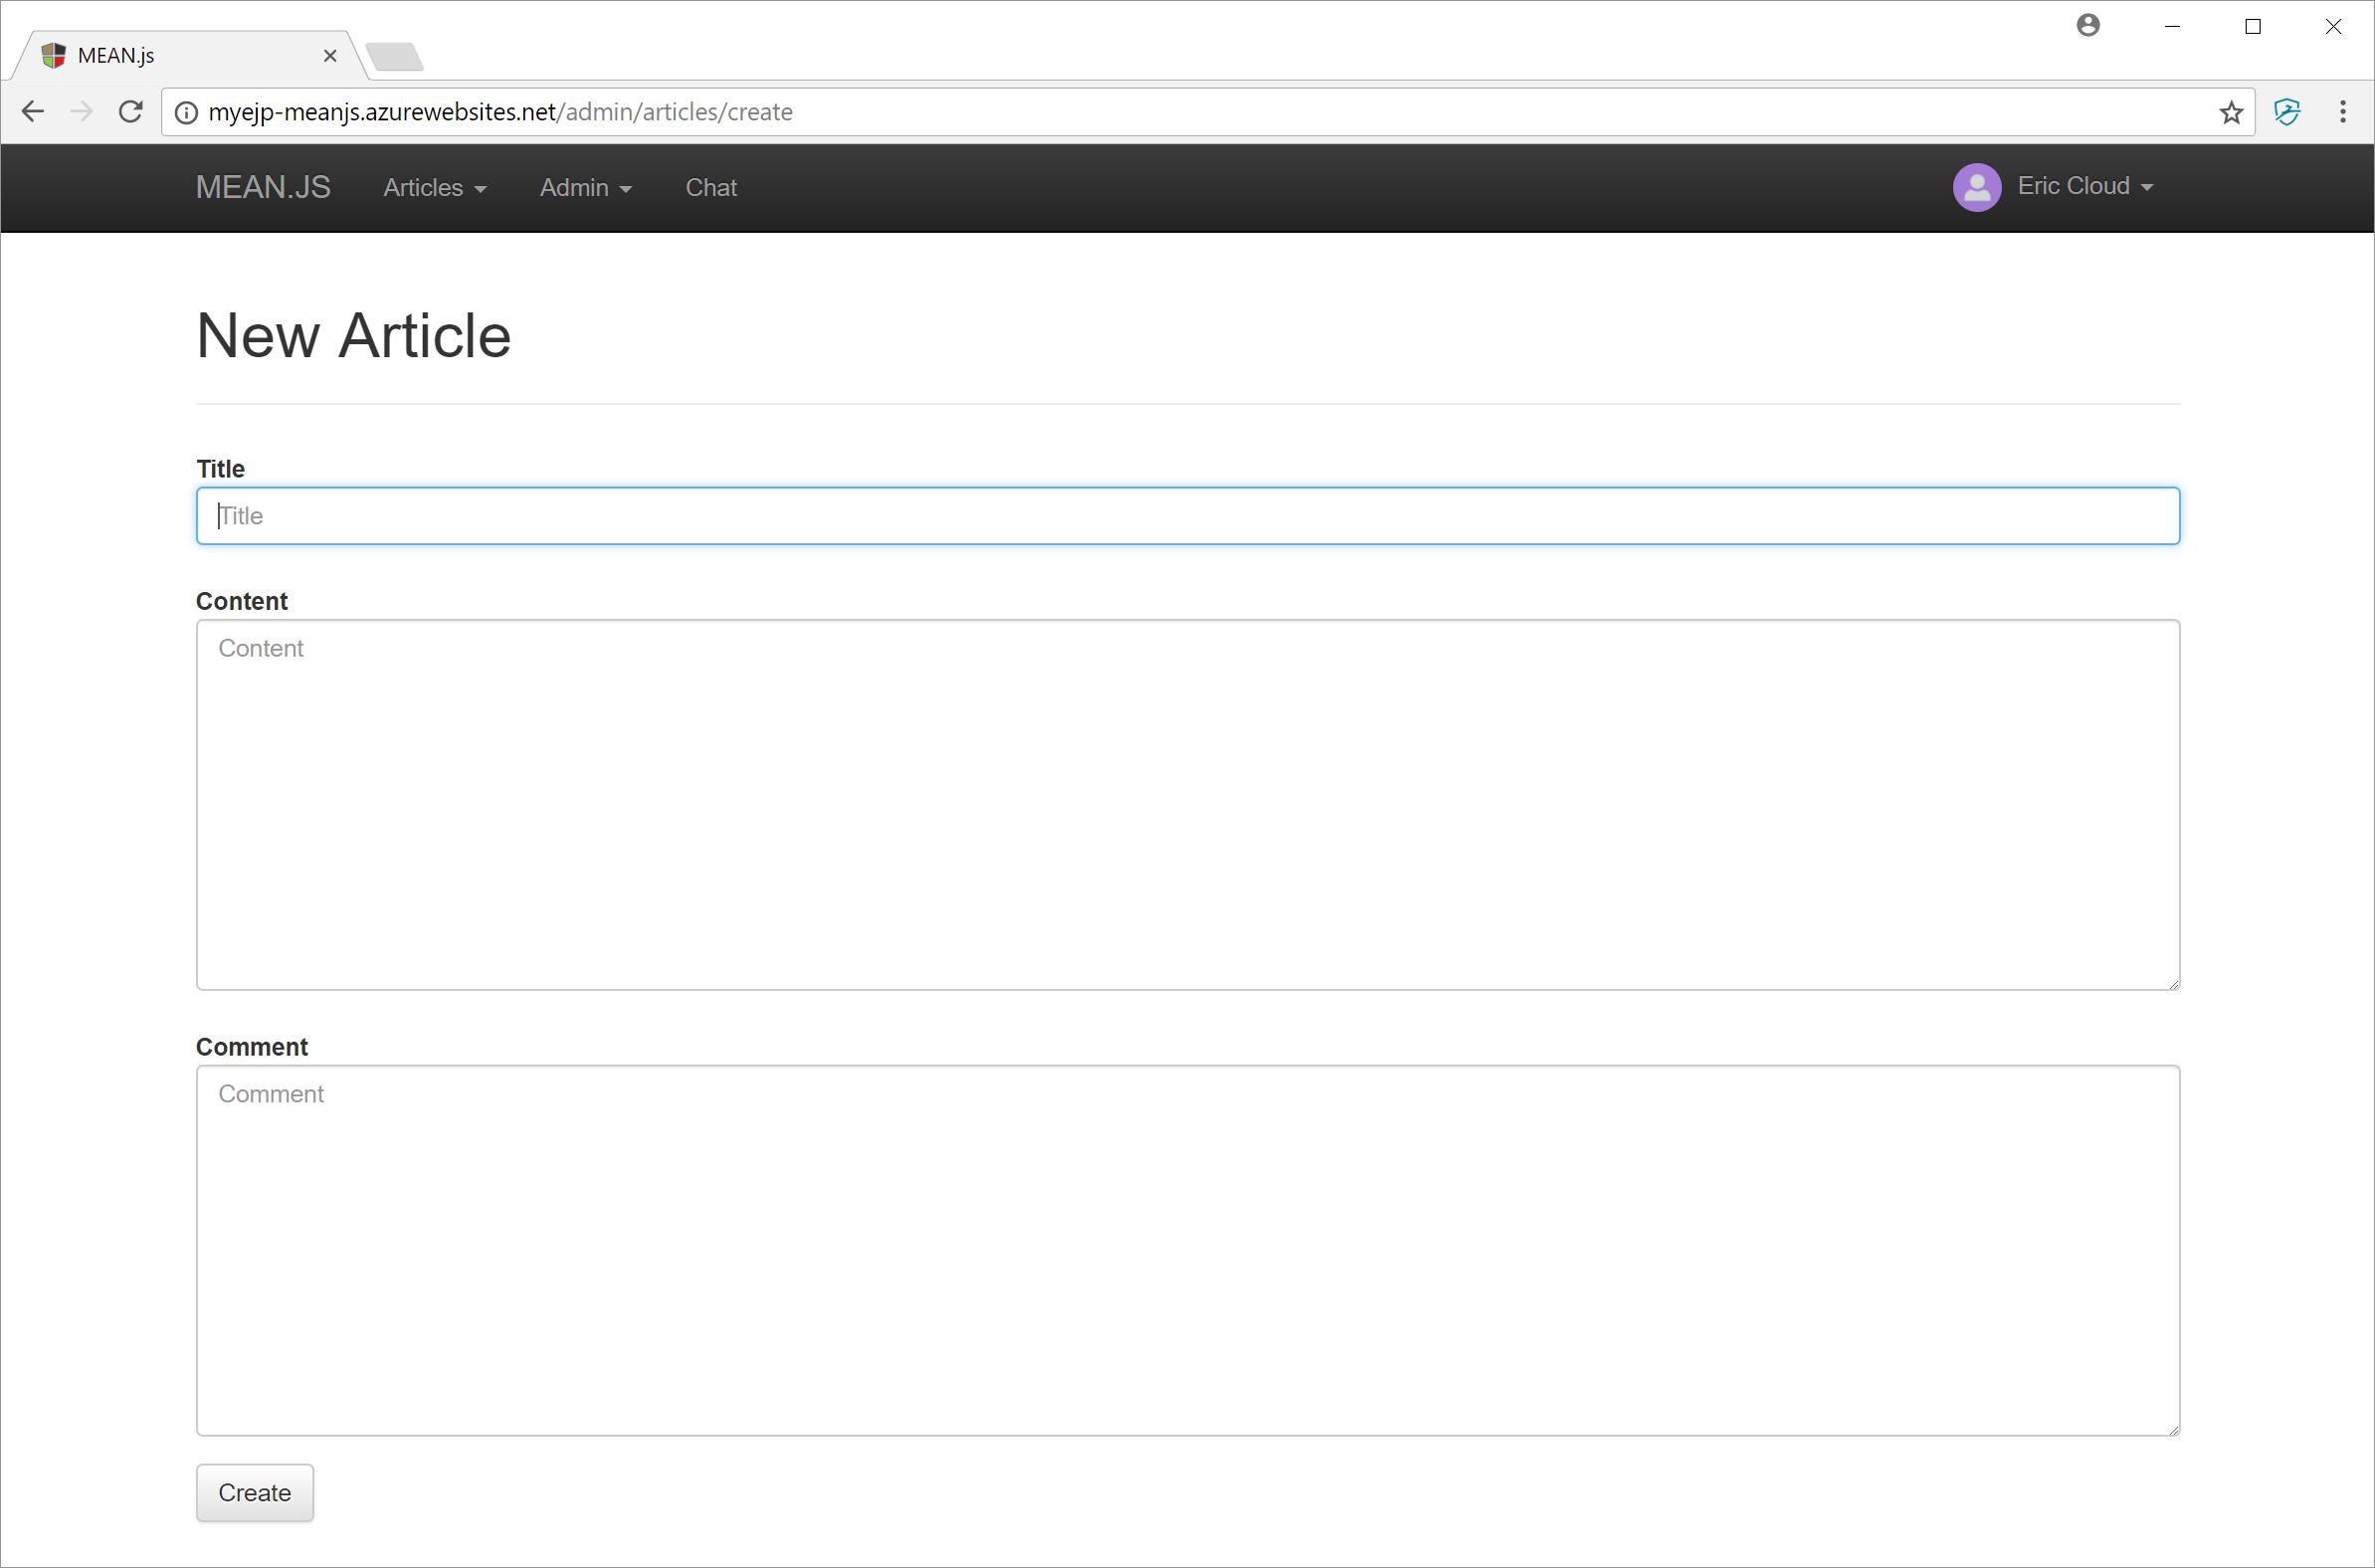 MEAN.js
myejp-meanjs.azurewebsites.net/admin/articles/create
MEAN.JS Articles Admin Chat Eric Cloud
New Article
Title
Title
Content
Content
Comment
Comment
Create